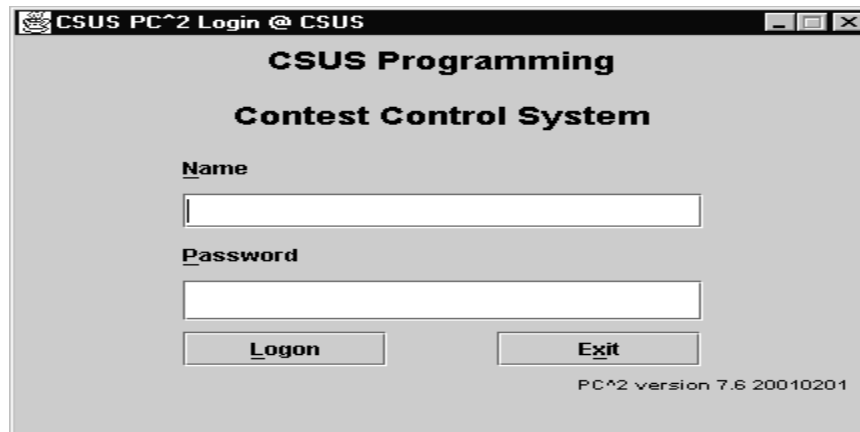 CSUS PC^2 Login @ CSUS
CSUS Programming
Contest Control System
Name
Password
Logon Exit
PC^2 version 7.6 20010201